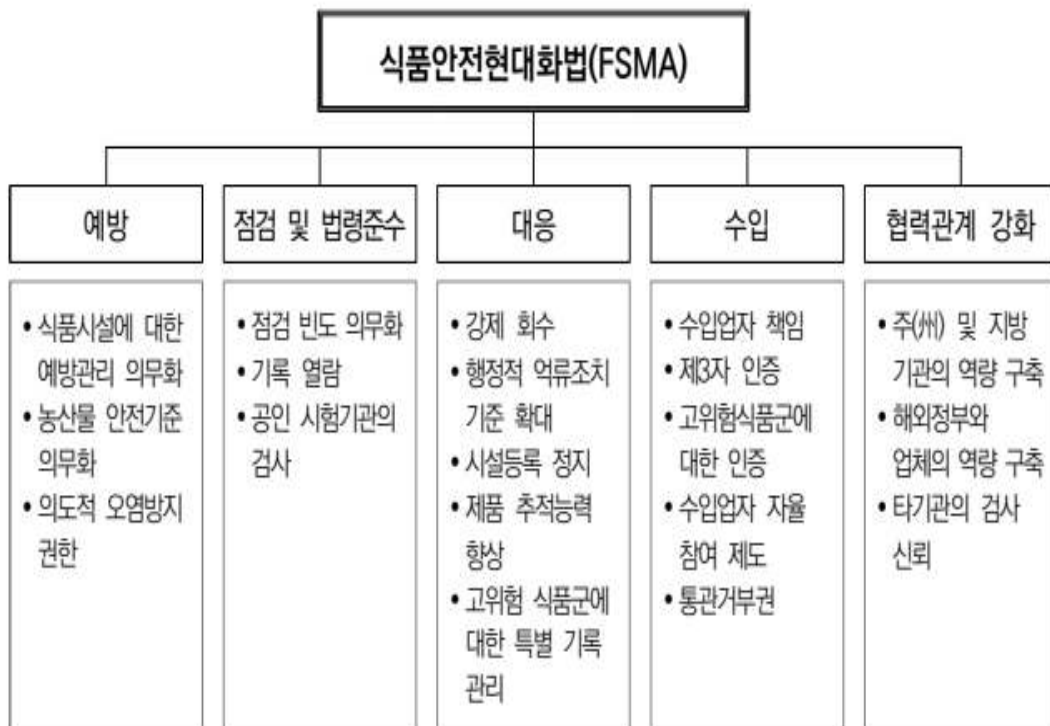 식품안전현대화법(FSMA)
예방
• 식품시설에 대한
예방관리 의무화
• 농산물 안전기준
의무화
• 의도적 오염방지
권한
점검 및 법령준수
• 점검 빈도 의무화
• 기록 열람
• 공인 시험기관의
검사
대응
• 강제 회수
• 행정적 억류조치
기준 확대
• 시설등록 정지
• 제품 추적능력
향상
• 고위험 식품군에
대한 특별 기록
관리
수입
• 수입업자 책임
• 제3자 인증
• 고위험식품군에
대한 인증
• 수입업자 자율
참여 제도
• 통관거부권
협력관계 강화
• 주(州) 및 지방
기관의 역량 구축
• 해외정부와
업체의 역량 구축
• 타기관의 검사
신뢰